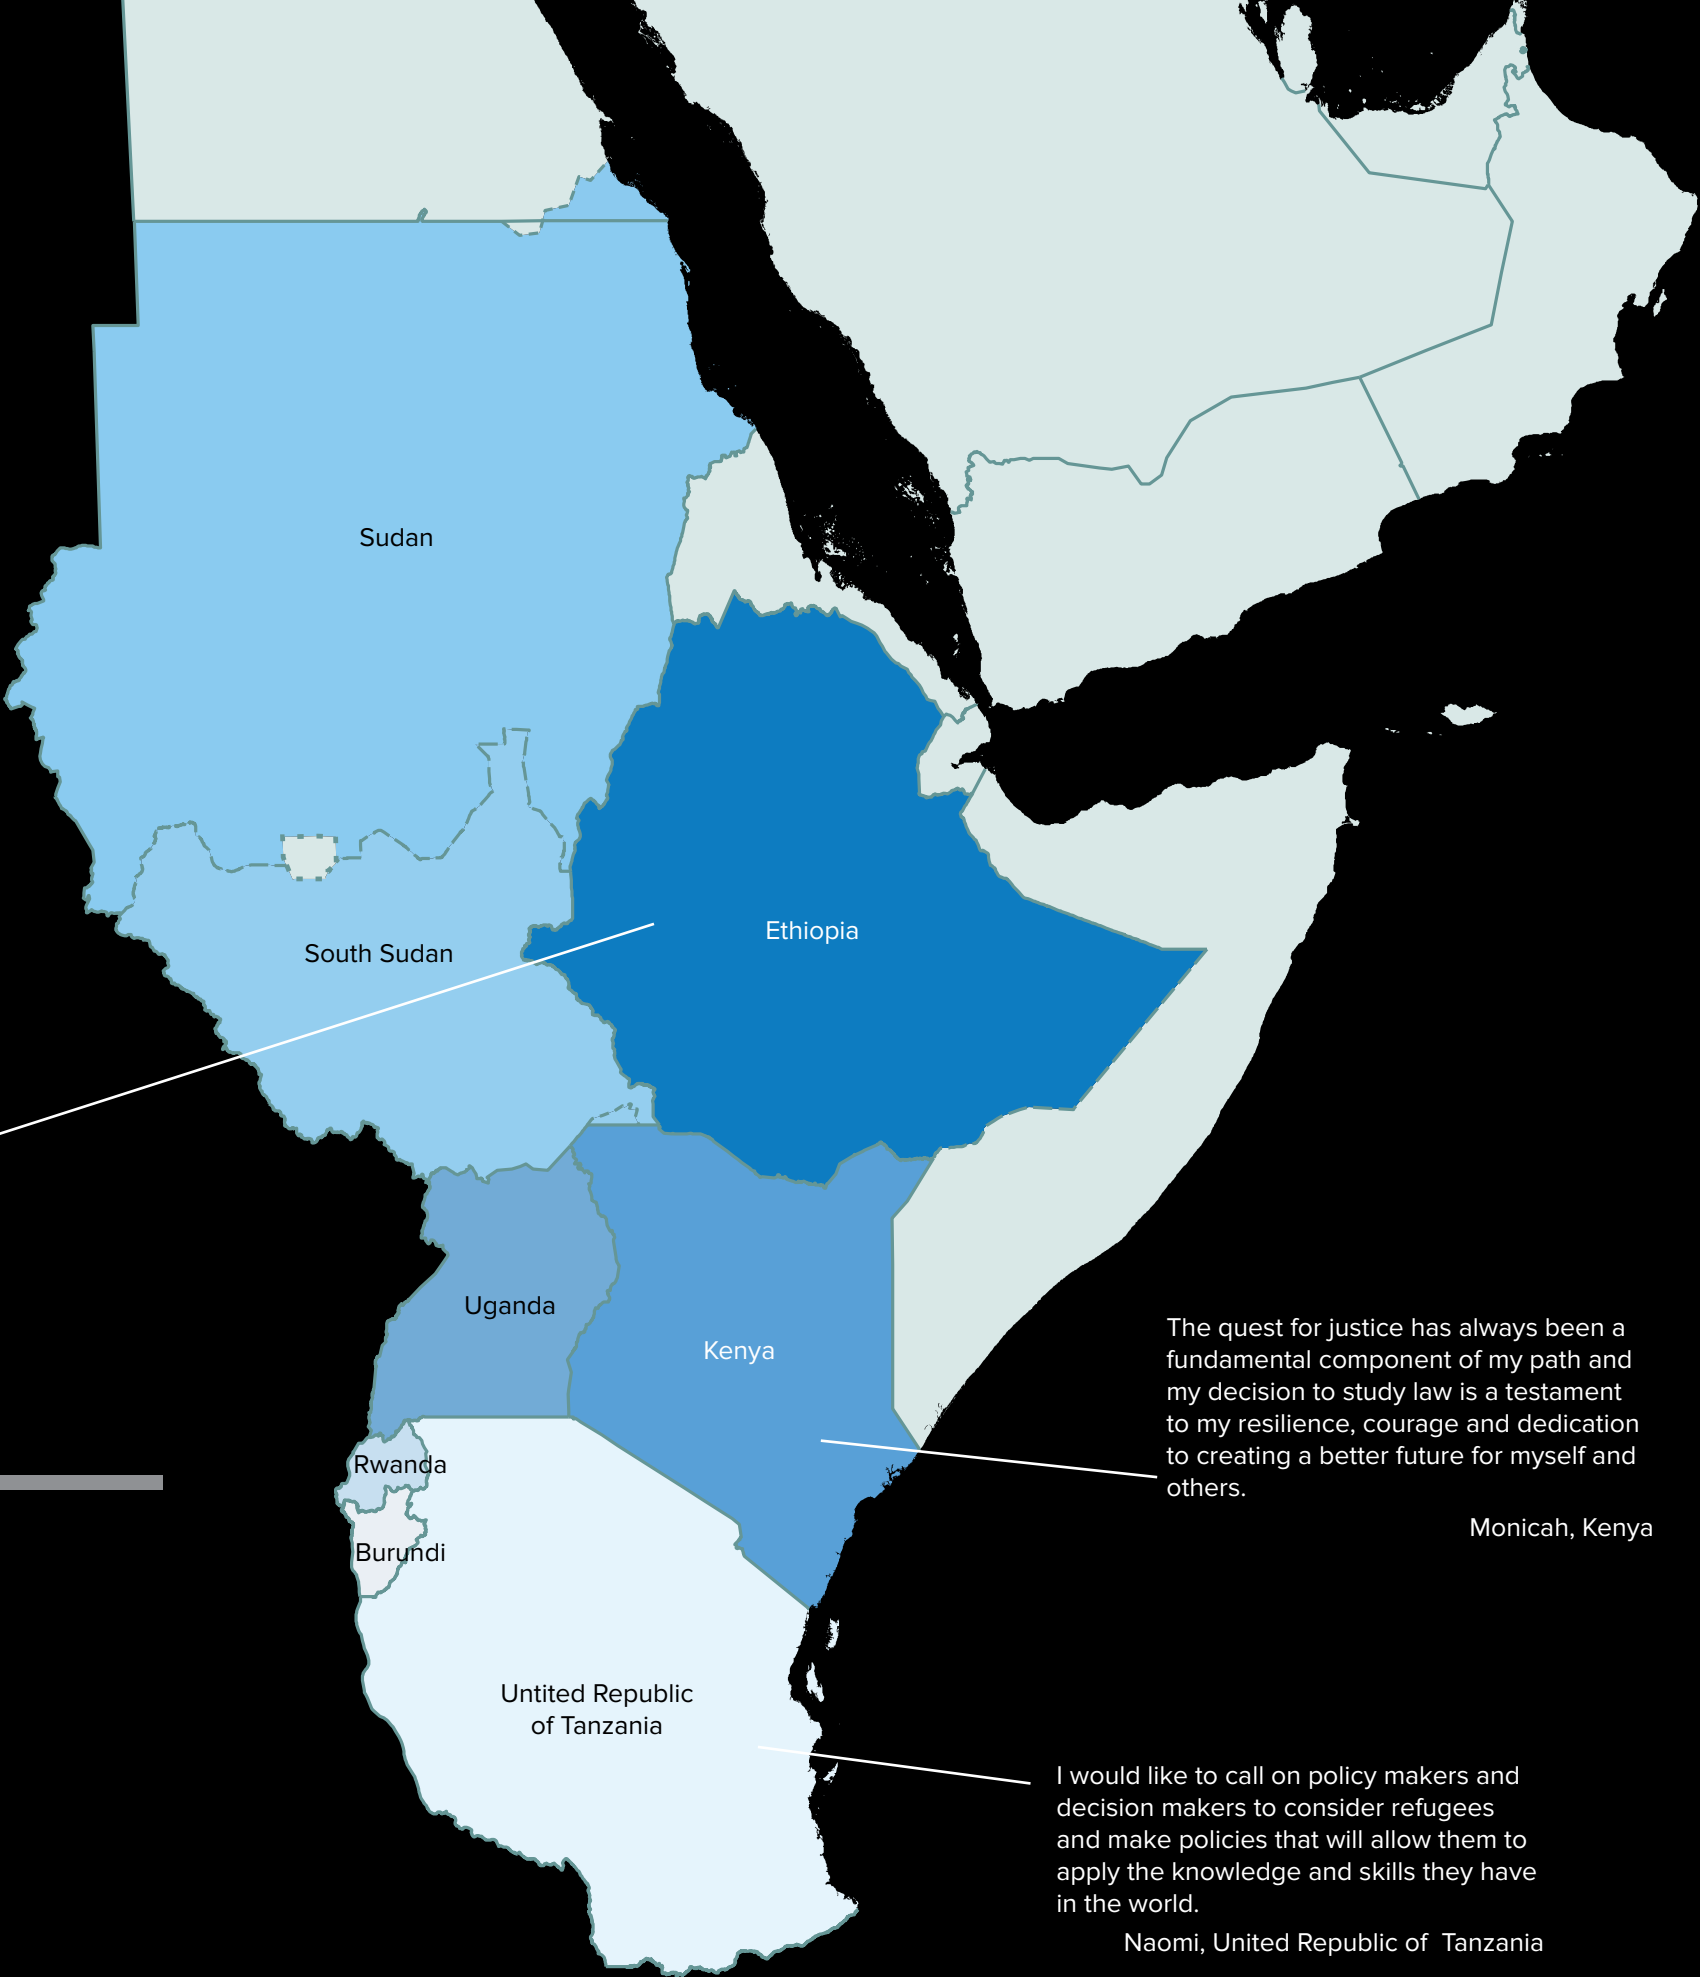 Sudan
South Sudan
Ethiopia
Uganda
Kenya
Rwanda
Burundi
The quest for justice has always been a
fundamental component of my path and
my decision to study law is a testament
to my resilience, courage and dedication
to creating a better future for myself and
others.
Monicah, Kenya
Untited Republic
of Tanzania
I would like to call on policy makers and
decision makers to consider refugees
and make policies that will allow them to
apply the knowledge and skills they have
in the world.
Naomi, United Republic of Tanzania